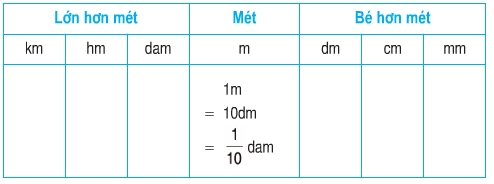 Lớn hơn mét Mét Bé hơn mét
km hm dam m dm cm mm
1m
= 10dm
= 1/10 dam